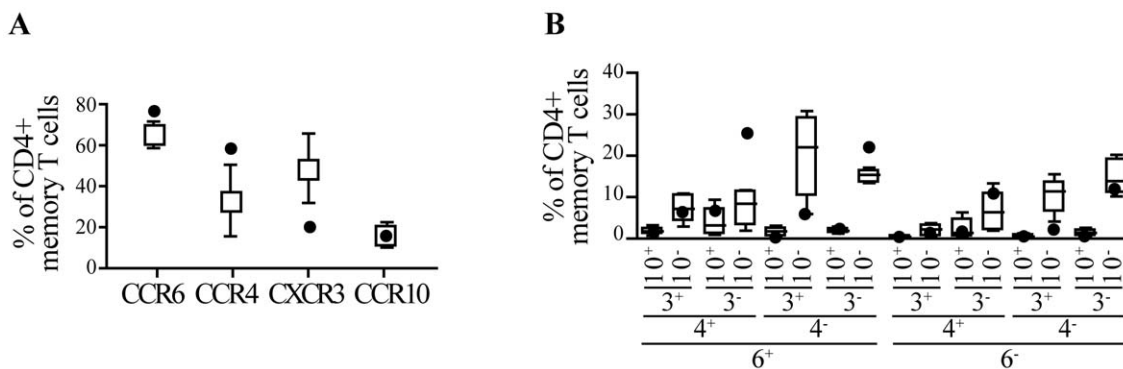 A
% of CD4+
memory T cells
80
60
40
20
0
CCR6 CCR4 CXCR3 CCR10
B
% of CD4+
memory T cells
40
30
20
10
0
10+ 10- 10+ 10- 10+ 10- 10+ 10- 10+ 10- 10+ 10- 10+ 10- 10+ 10-
3+ 3- 3+ 3- 3+ 3- 3+ 3-
4+ 4- 4+ 4-
6+ 6-